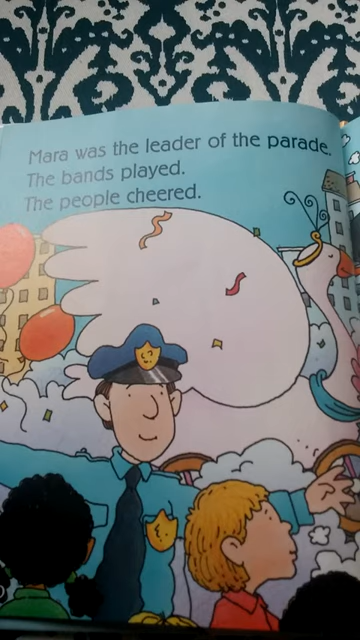 Mara was the leader of the parade.
The bands played.
The people cheered.